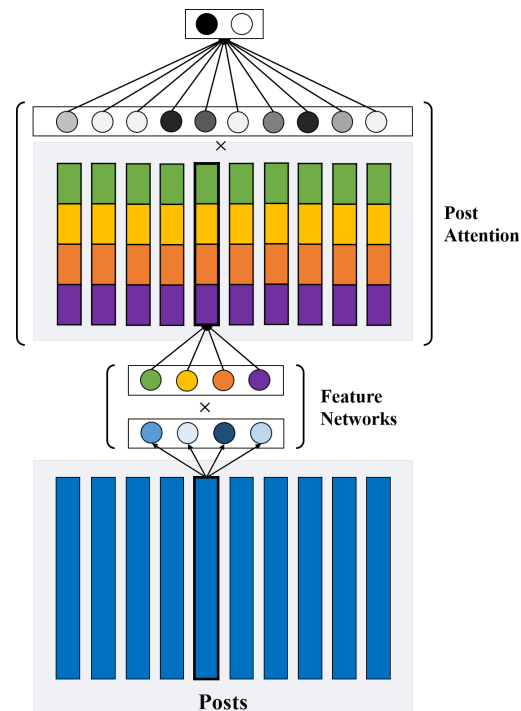 ×
Post
Attention
×
Feature
Networks
Posts